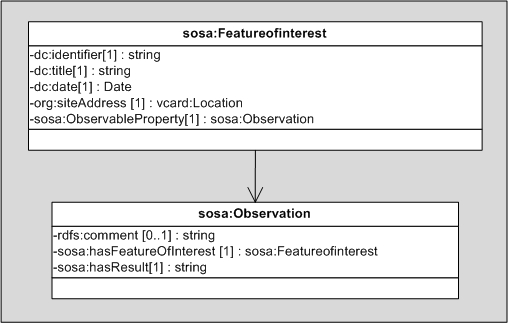 sosa:Featureofinterest
-dc:identifier[1] : string
-dc:title[1] : string
-dc:date[1] : Date
-org:siteAddress [1] : vcard:Location
-sosa:ObservableProperty[1] : sosa:Observation
sosa:Observation
-rdfs:comment [0..1] : string
-sosa:hasFeatureOfInterest [1] : sosa:Featureofinterest
-sosa:hasResult[1] : string